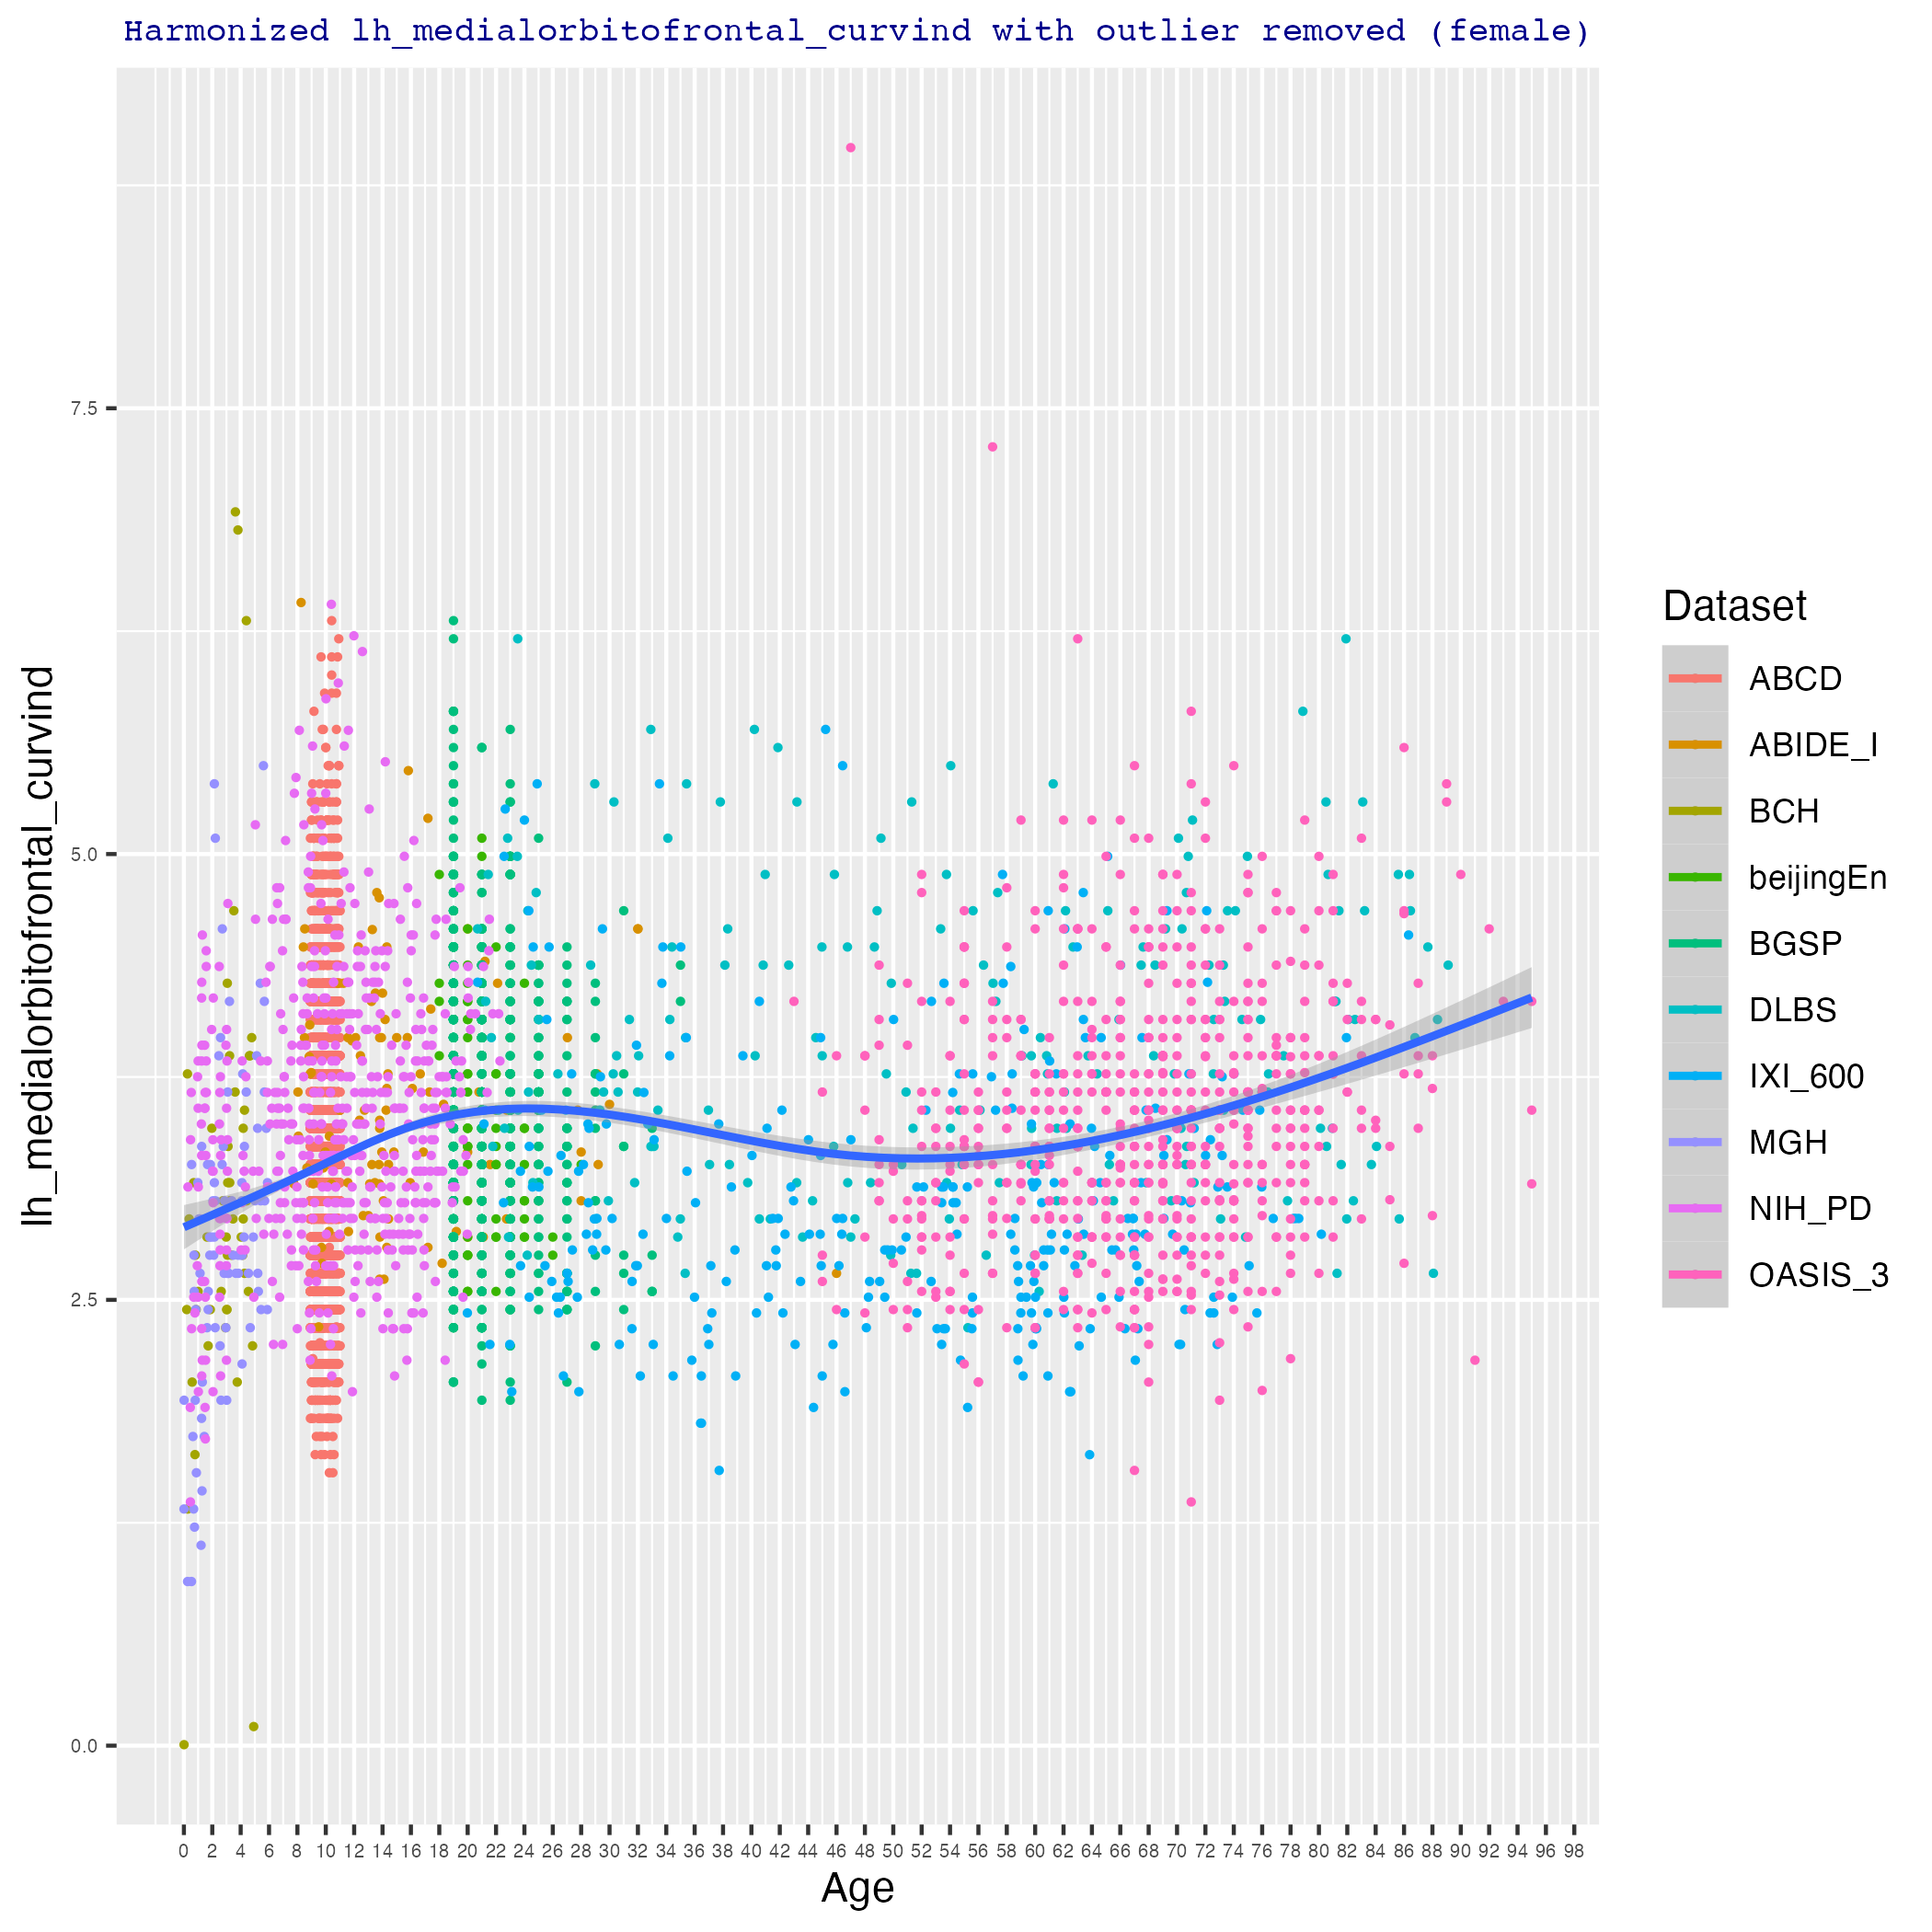 Harmonized lh_medialorbitofrontal_curvind with outlier removed (female)
lh_medialorbitofrontal_curvind
7.5
5.0
2.5
0.0
0 2 4 6 8 10 12 14 16 18 20 22 24 26 28 30 32 34 36 38 40 42 44 46 48 50 52 54 56 58 60 62 64 66 68 70 72 74 76 78 80 82 84 86 88 90 92 94 96 98
Age
Dataset
ABCD
ABIDE_I
BCH
beijingEn
BGSP
DLBS
IXI_600
MGH
NIH_PD
OASIS_3